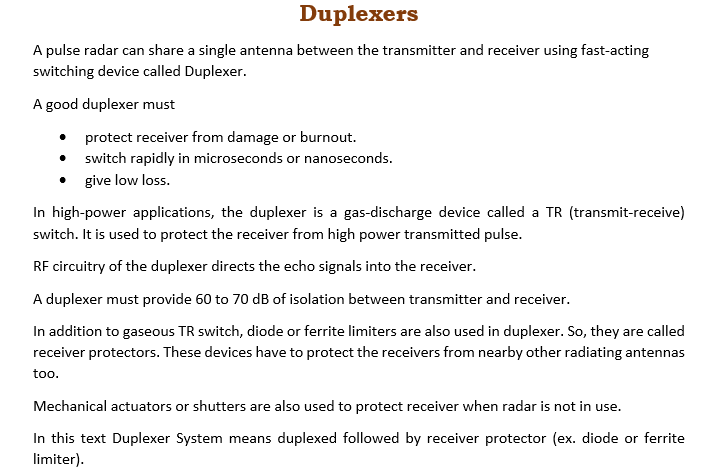 Duplexers
A pulse radar can share a single antenna between the transmitter and receiver using fast-acting
switching device called Duplexer.
A good duplexer must
• protect receiver from damage or burnout.
• switch rapidly in microseconds or nanoseconds.
• give low loss.
In high-power applications, the duplexer is a gas-discharge device called a TR (transmit-receive)
switch. It is used to protect the receiver from high power transmitted pulse.
RF circuitry of the duplexer directs the echo signals into the receiver.
A duplexer must provide 60 to 70 dB of isolation between transmitter and receiver.
In addition to gaseous TR switch, diode or ferrite limiters are also used in duplexer. So, they are called
receiver protectors. These devices have to protect the receivers from nearby other radiating antennas
too.
Mechanical actuators or shutters are also used to protect receiver when radar is not in use.
In this text Duplexer System means duplexed followed by receiver protector (ex. diode or ferrite
limiter).